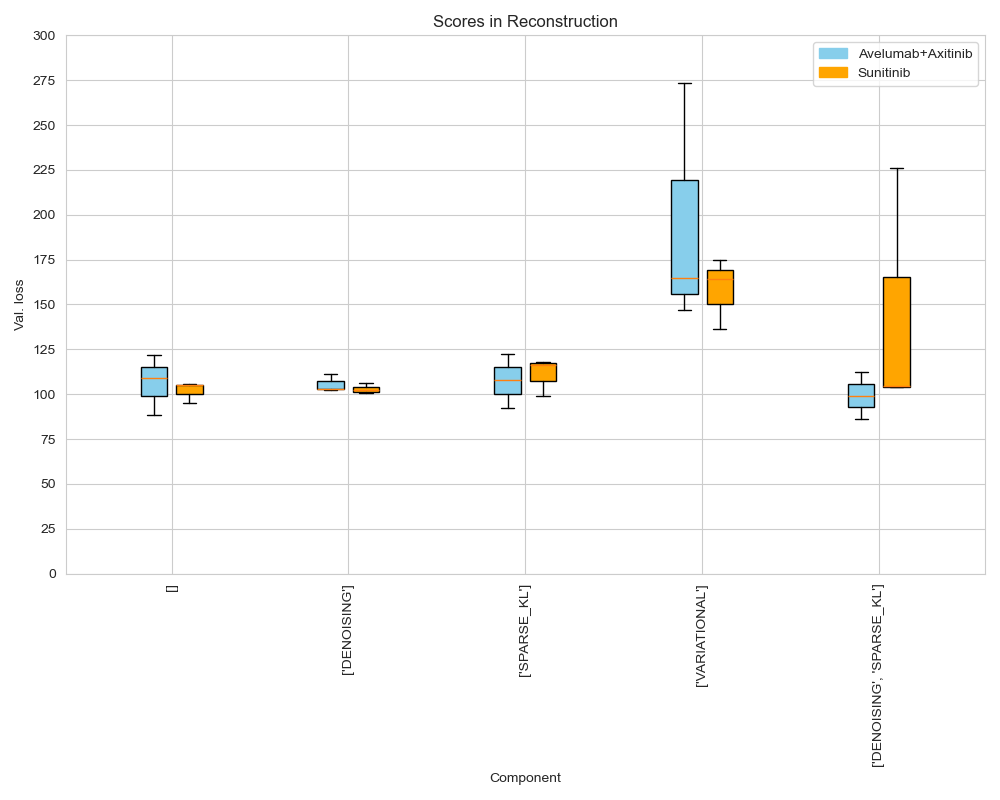 Scores in Reconstruction
Avelumab+Axitinib
Sunitinib
Val. loss
300
275
250
225
200
175
150
125
100
75
50
25
0
[]
['DENOISING']
['SPARSE_KL']
['VARIATIONAL']
['DENOISING', 'SPARSE_KL']
Component